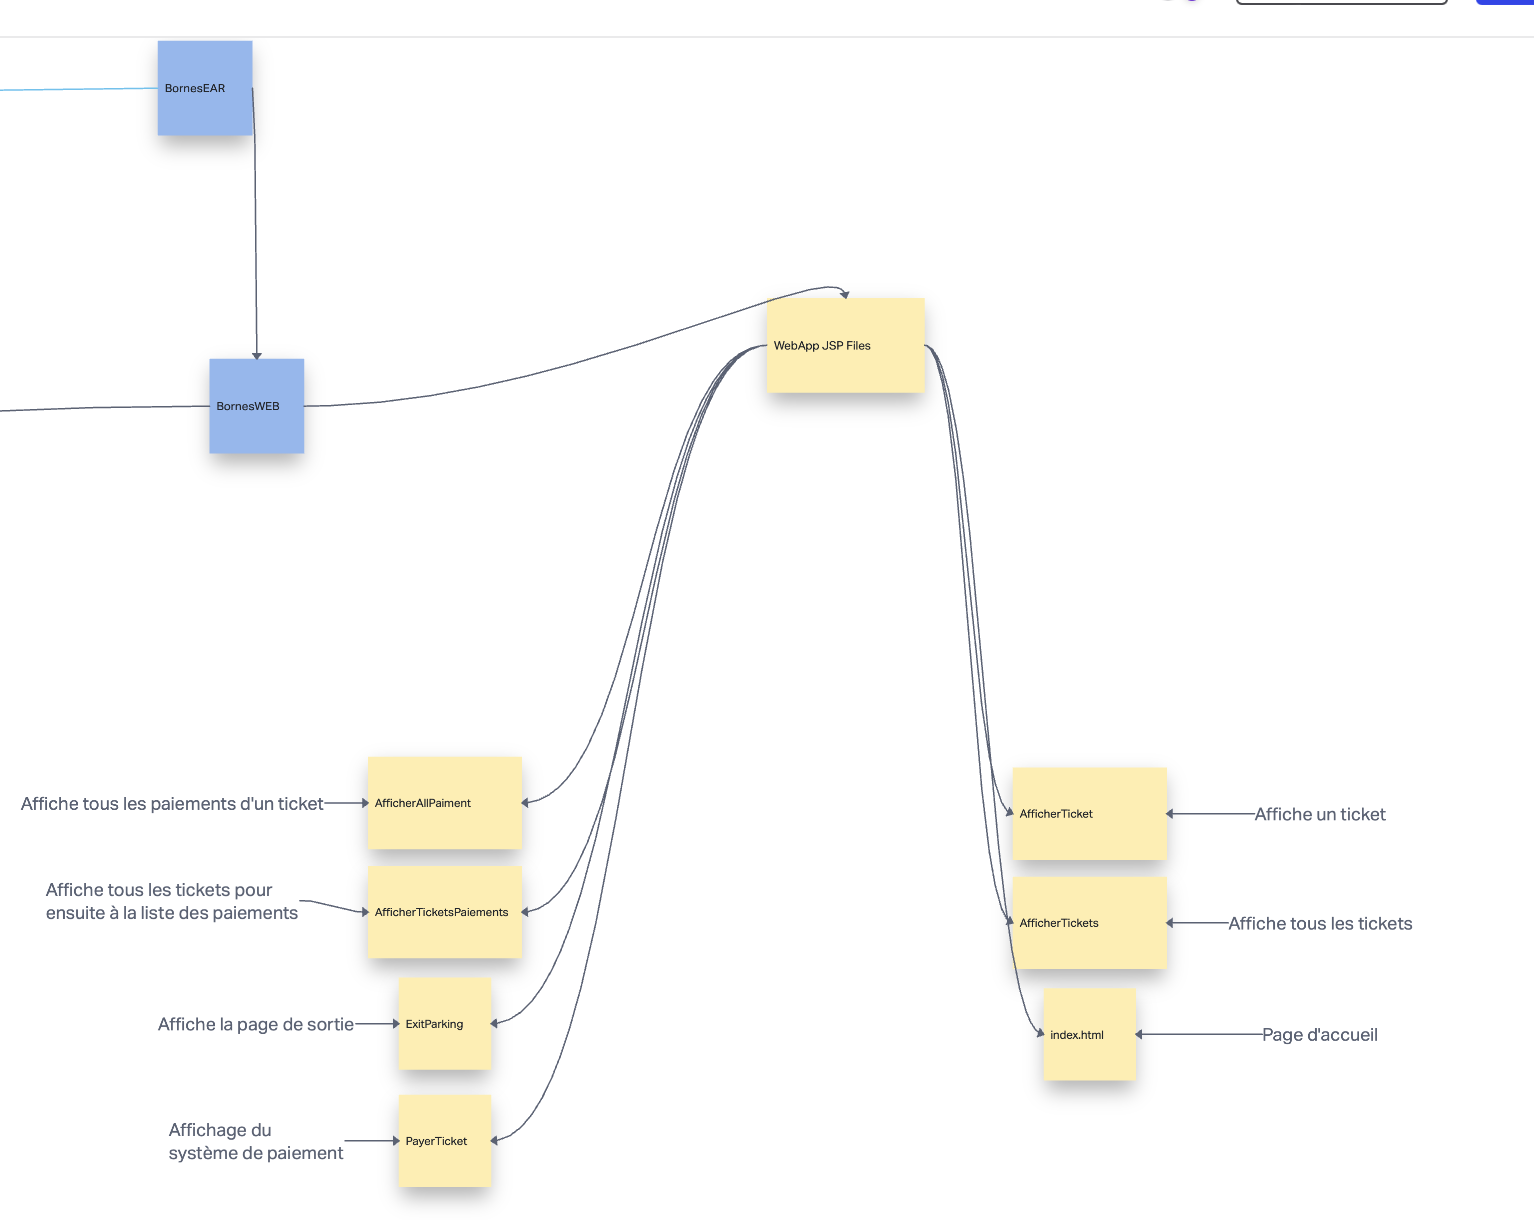 BornesEAR
WebApp JSP Files
BornesWEB
Affiche tous les paiements d'un ticket
AfficherAllPaiment
Affiche tous les tickets pour
ensuite à la liste des paiements
AfficherTicketsPaiements
Affiche la page de sortie
ExitParking
Affichage du
système de paiement
PayerTicket
AfficherTicket
Affiche un ticket
AfficherTickets
Affiche tous les tickets
index.html
Page d'accueil